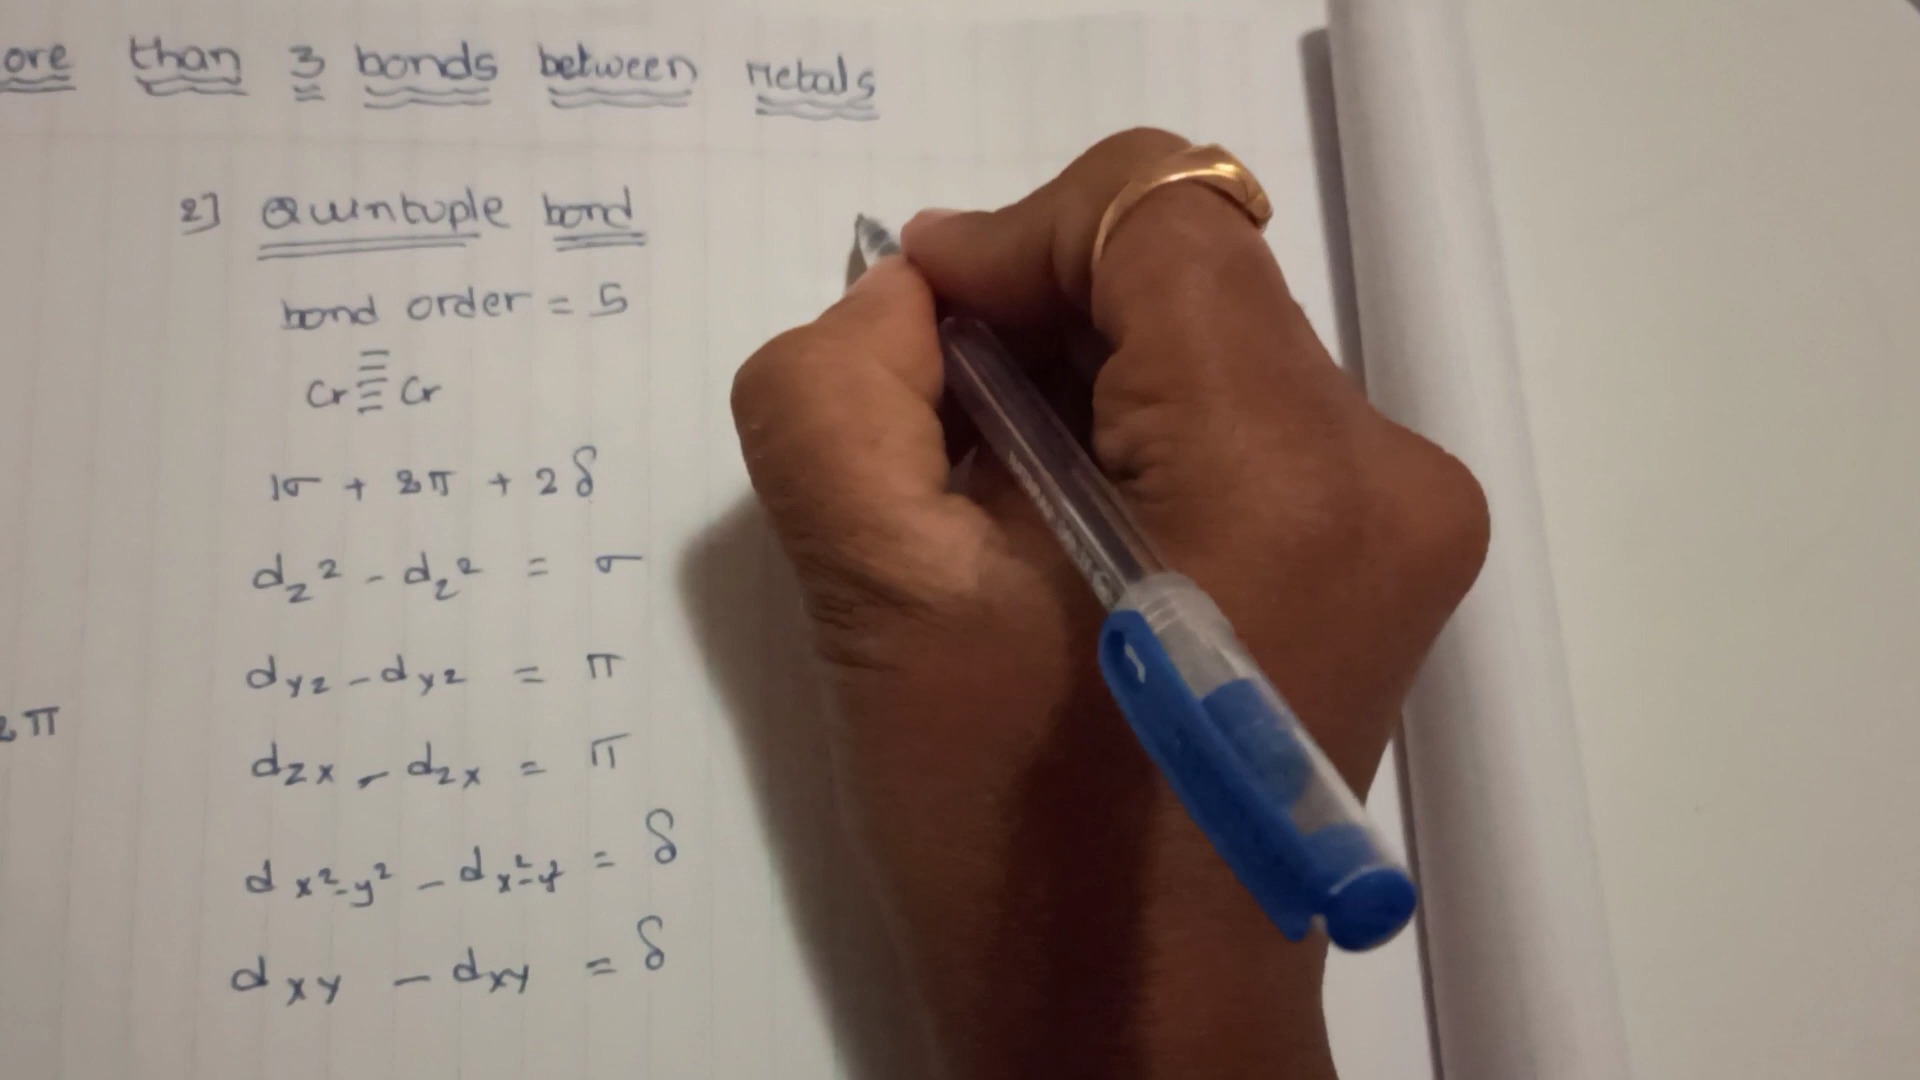 ore than 3 bonds between Metals
2] Quintuple bond
bond order = 5
Cr ≣ Cr
1σ + 2π + 2δ
dz² - dz² = σ
dyz - dyz = π
2π
dzx - dzx = π
dx²-y² - dx²-y² = δ
dxy - dxy = δ